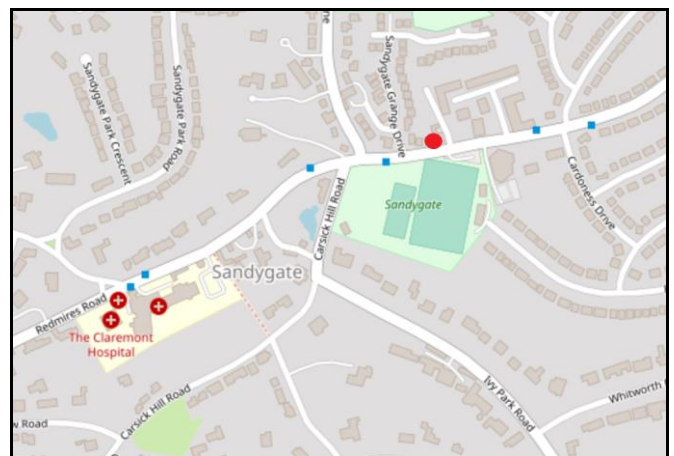 ne
Sandygate Park Crescent
Sandygate Park Road
Sandygate Grange Drive
Cardoness Drive
Sandygate
Carsick Hill Road
Sandygate
Redmires Road
The Claremont
Hospital
Ivy Park Road
Whitworth
Carsick Hill Road
w Road